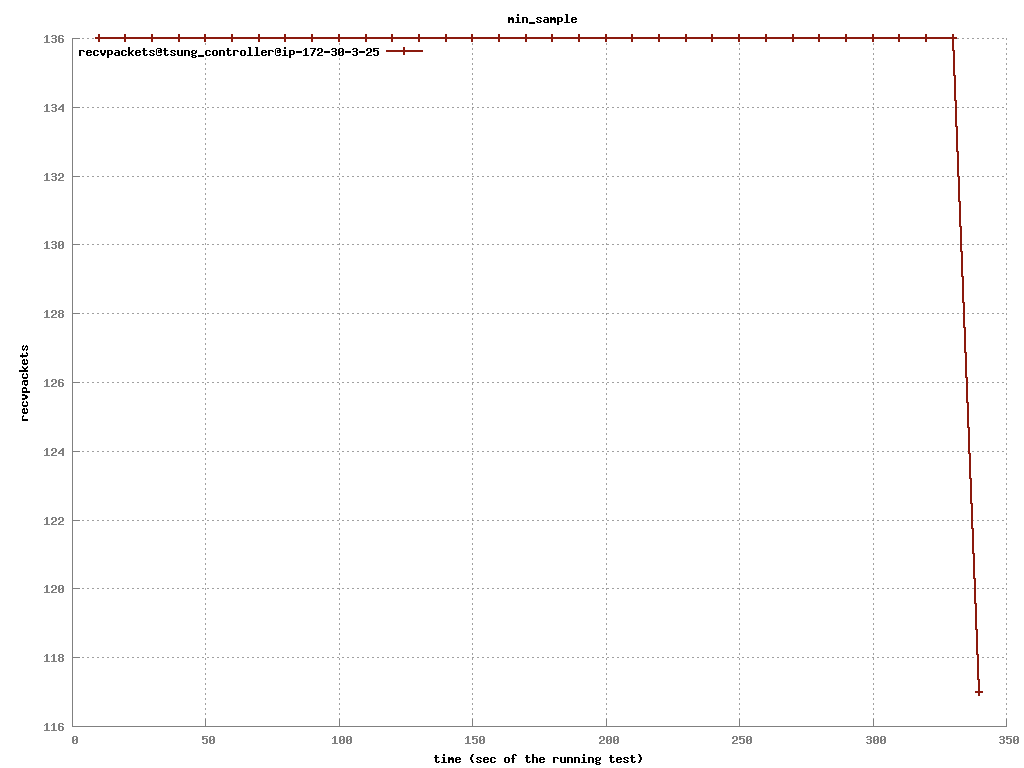 min_sample
136
recvpackets@tsung_controller@ip-172-30-3-25
134
132
130
128
126
recvpackets
124
122
120
118
116
0 50 100 150 200 250 300 350
time (sec of the running test)